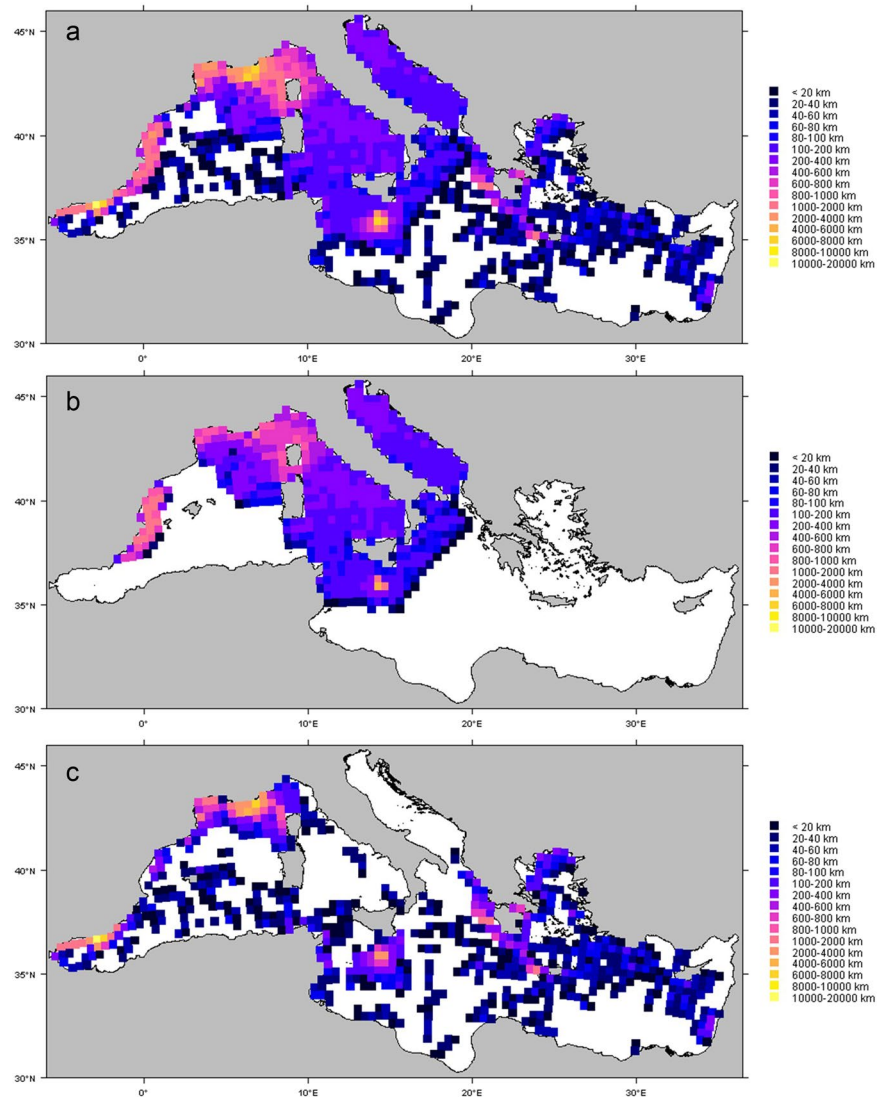 a
45°N
40°N
35°N
30°N
0°
10°E
20°E
30°E
< 20 km
20-40 km
40-60 km
60-80 km
80-100 km
100-200 km
200-400 km
400-600 km
600-800 km
800-1000 km
1000-2000 km
2000-4000 km
4000-6000 km
6000-8000 km
8000-10000 km
10000-20000 km
b
45°N
40°N
35°N
30°N
0°
10°E
20°E
30°E
< 20 km
20-40 km
40-60 km
60-80 km
80-100 km
100-200 km
200-400 km
400-600 km
600-800 km
800-1000 km
1000-2000 km
2000-4000 km
4000-6000 km
6000-8000 km
8000-10000 km
10000-20000 km
c
45°N
40°N
35°N
30°N
0°
10°E
20°E
30°E
< 20 km
20-40 km
40-60 km
60-80 km
80-100 km
100-200 km
200-400 km
400-600 km
600-800 km
800-1000 km
1000-2000 km
2000-4000 km
4000-6000 km
6000-8000 km
8000-10000 km
10000-20000 km